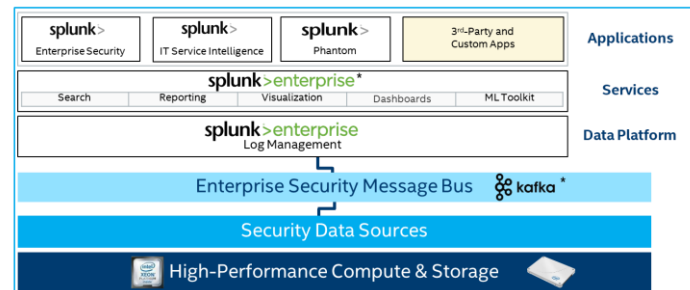 splunk>
Enterprise Security
splunk>
IT Service Intelligence
splunk>
Phantom
3rd-Party and
Custom Apps
Applications
splunk>enterprise*
Search
Reporting
Visualization
Dashboards
ML Toolkit
Services
splunk>enterprise
Log Management
Data Platform
Enterprise Security Message Bus
kafka *
Security Data Sources
High-Performance Compute & Storage